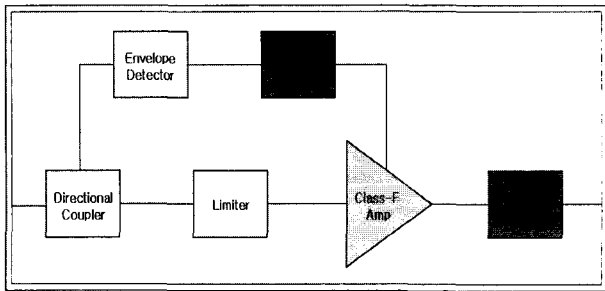 Envelope
Detector
Directional
Coupler
Limiter
Class-F
Amp